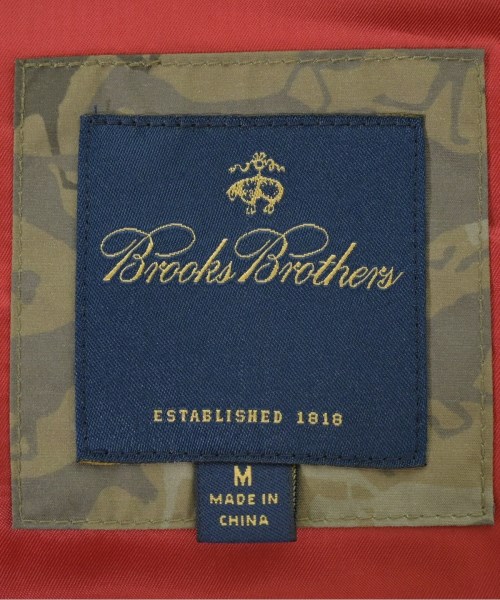 Brooks Brothers
ESTABLISHED 1818
M
MADE IN
CHINA